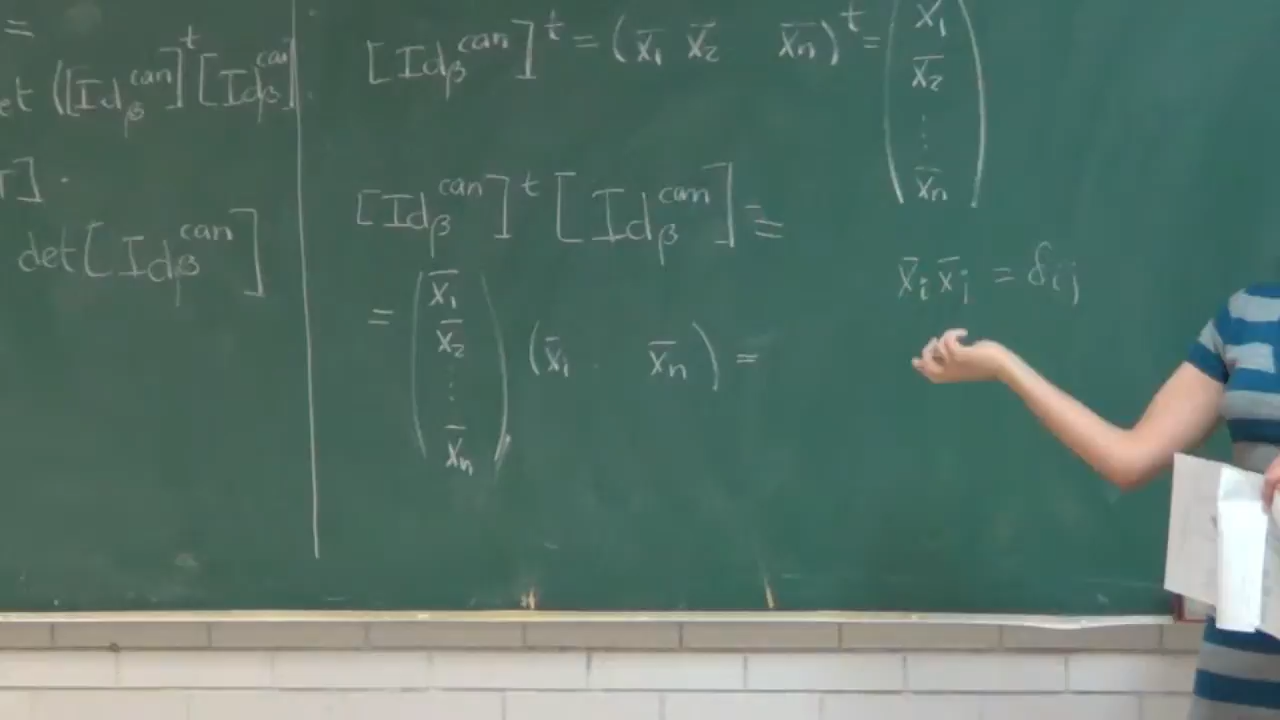 =
et ([Id_β^can]^t [Id_β^can]
].
det[Id_β^can]
[Id_β^can]^t = (x̄₁ x̄₂ x̄ₙ)^t = (x̄₁
x̄₂
⋮
x̄ₙ)
[Id_β^can]^t [Id_β^can] =
= (x̄₁
x̄₂
⋮
x̄ₙ) (x̄₁ . x̄ₙ) =
x̄ᵢ x̄ⱼ = δᵢⱼ